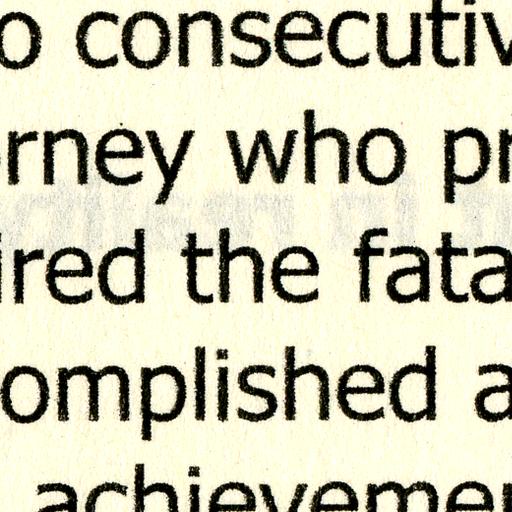 o consecutiv
rney who pr
ired the fata
omplished a
achievemen